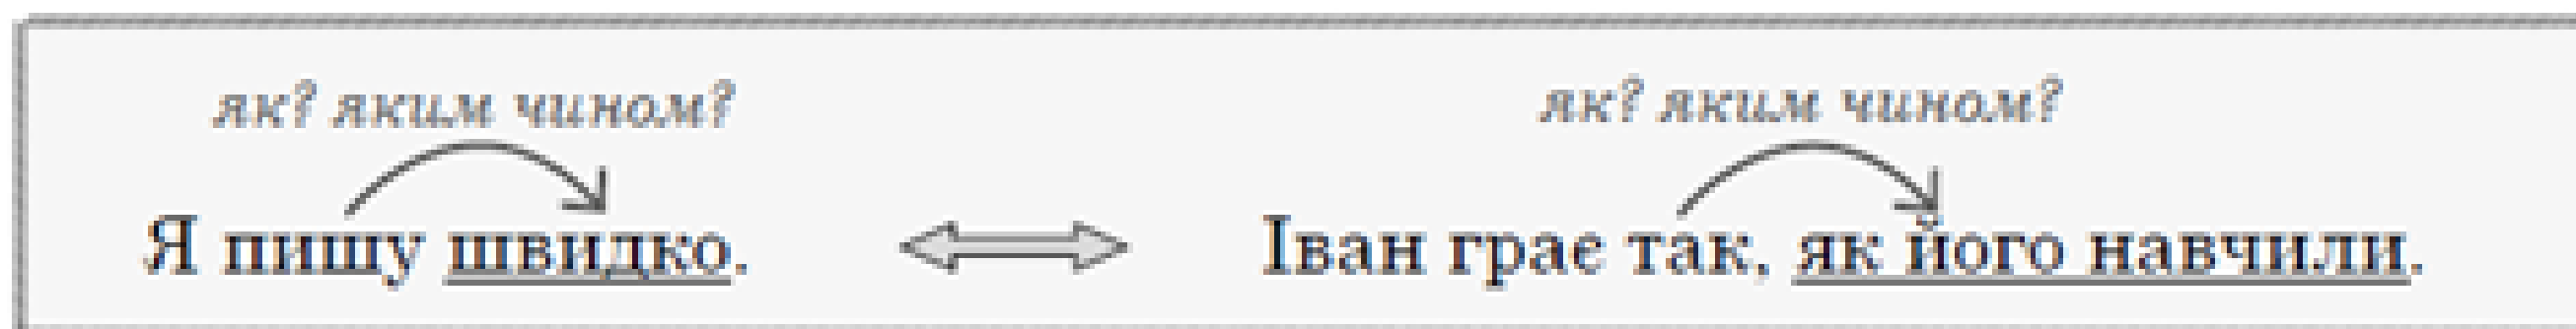 як? яким чином? як? яким чином?
Я пишу швидко. Іван грає так, як його навчили.